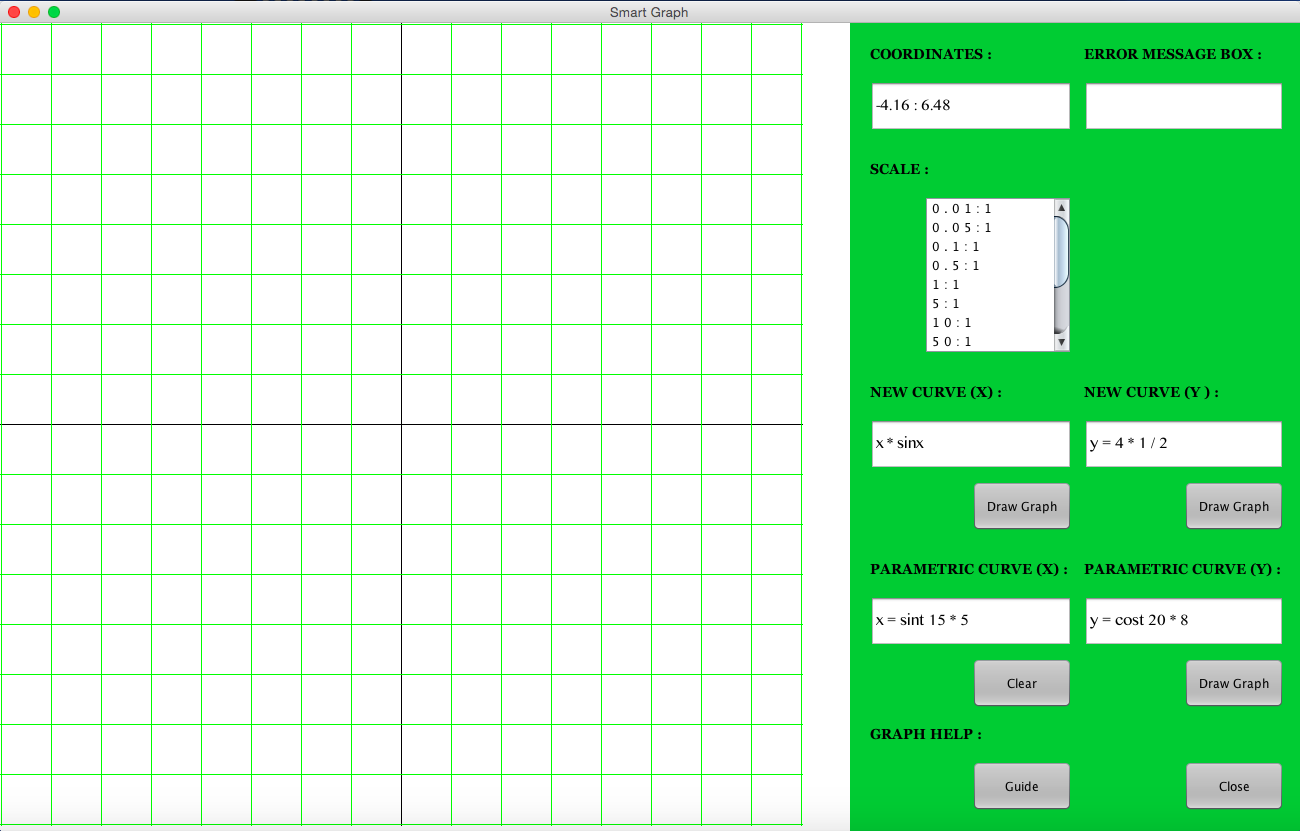 Smart Graph
COORDINATES :
ERROR MESSAGE BOX :
-4.16 : 6.48
SCALE :
0 . 0 1 : 1
0 . 0 5 : 1
0 . 1 : 1
0 . 5 : 1
1 : 1
5 : 1
1 0 : 1
5 0 : 1
NEW CURVE (X) :
NEW CURVE (Y ) :
x * sinx
y = 4 * 1 / 2
Draw Graph
Draw Graph
PARAMETRIC CURVE (X) :
PARAMETRIC CURVE (Y) :
x = sint 15 * 5
y = cost 20 * 8
Clear
Draw Graph
GRAPH HELP :
Guide
Close